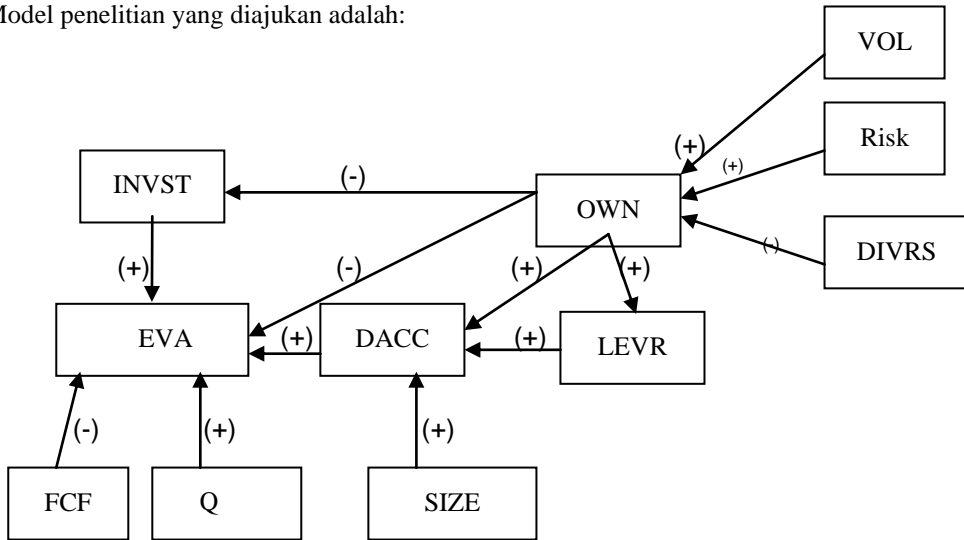 Model penelitian yang diajukan adalah:
VOL
Risk
(+)
(+)
INVST
(-)
OWN
(-)
DIVRS
(+)
(-)
(+)
(+)
EVA
(+)
DACC
(+)
LEVR
(-)
(+)
(+)
FCF
Q
SIZE